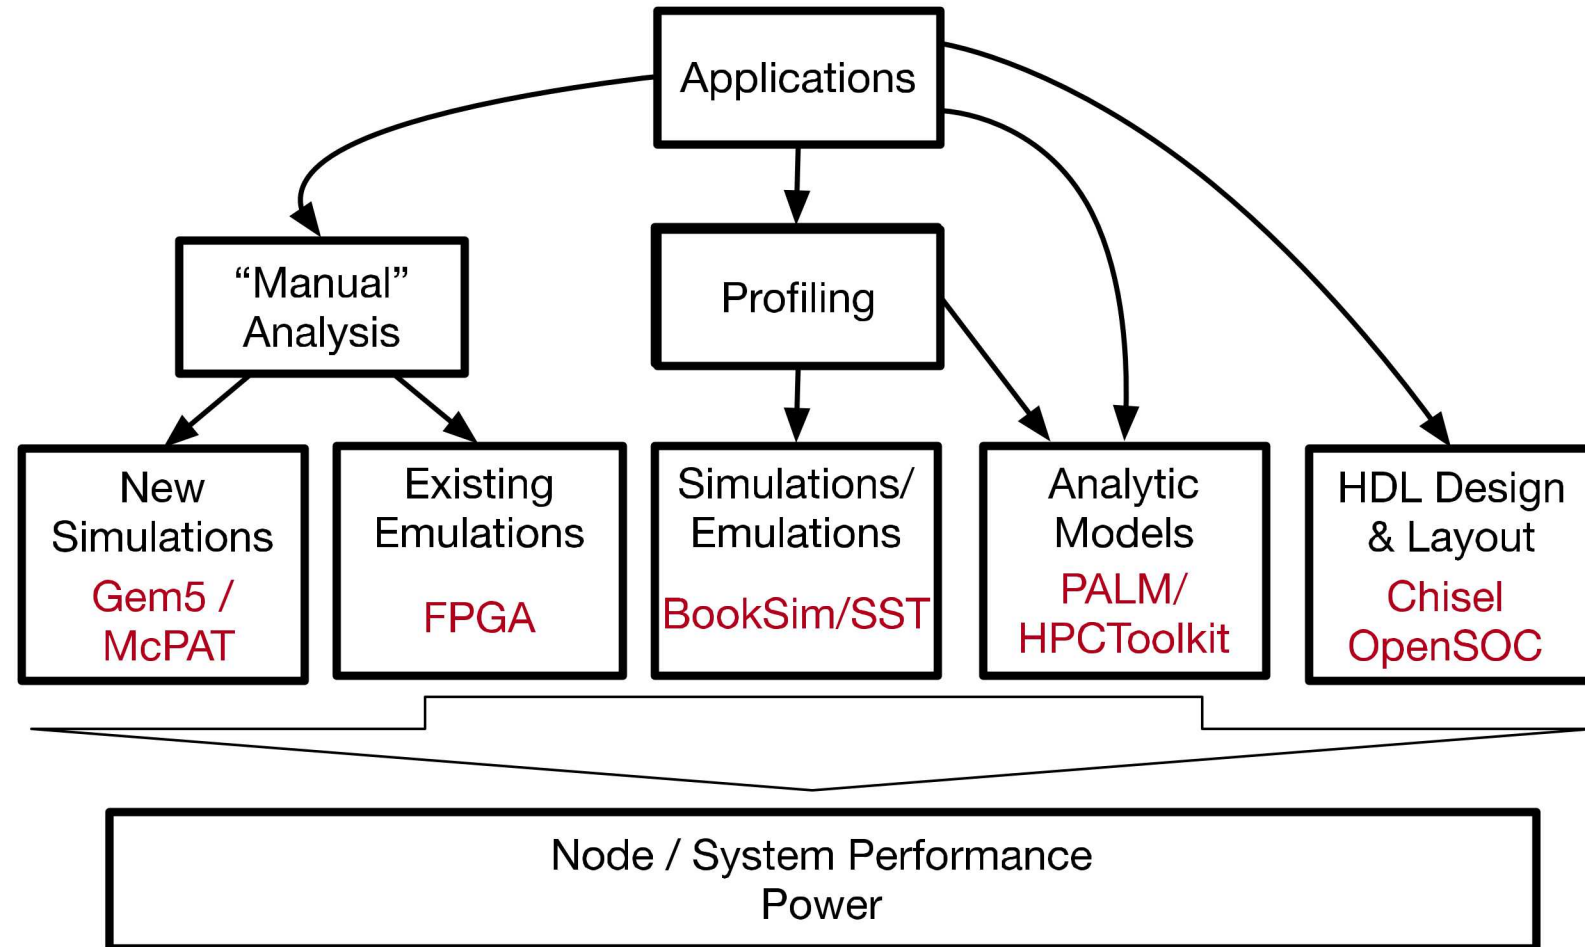 Applications
“Manual”
Analysis
Profiling
New
Simulations
Gem5 /
McPAT
Existing
Emulations
FPGA
Simulations/
Emulations
BookSim/SST
Analytic
Models
PALM/
HPCToolkit
HDL Design
& Layout
Chisel
OpenSOC
Node / System Performance
Power